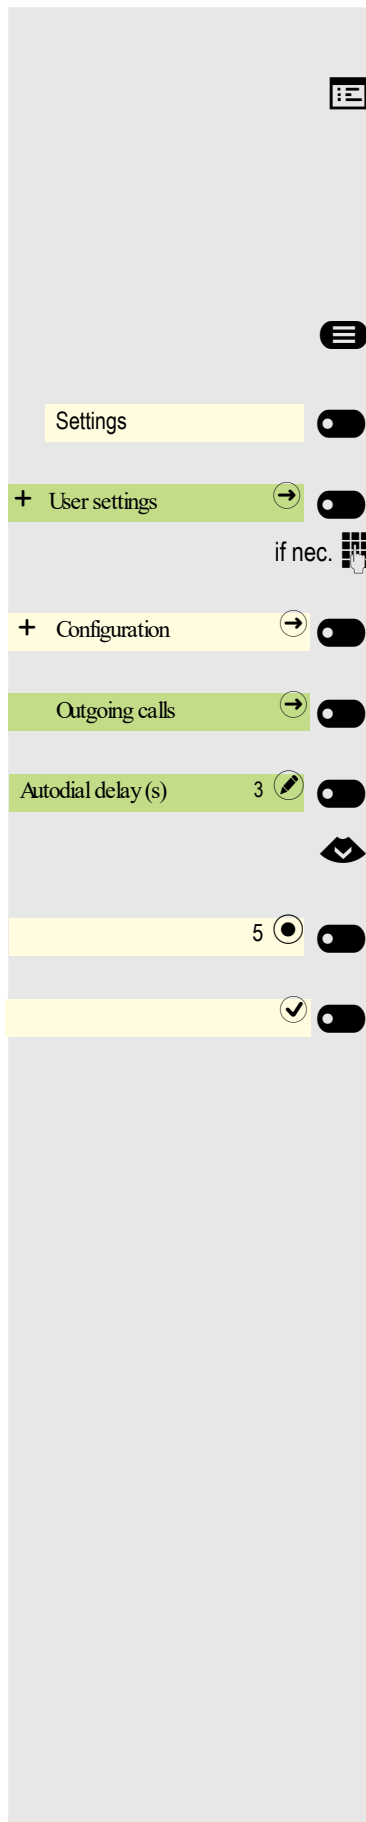 Settings
+ User settings
if nec.
+ Configuration
Outgoing calls
Autodial delay (s) 3
5